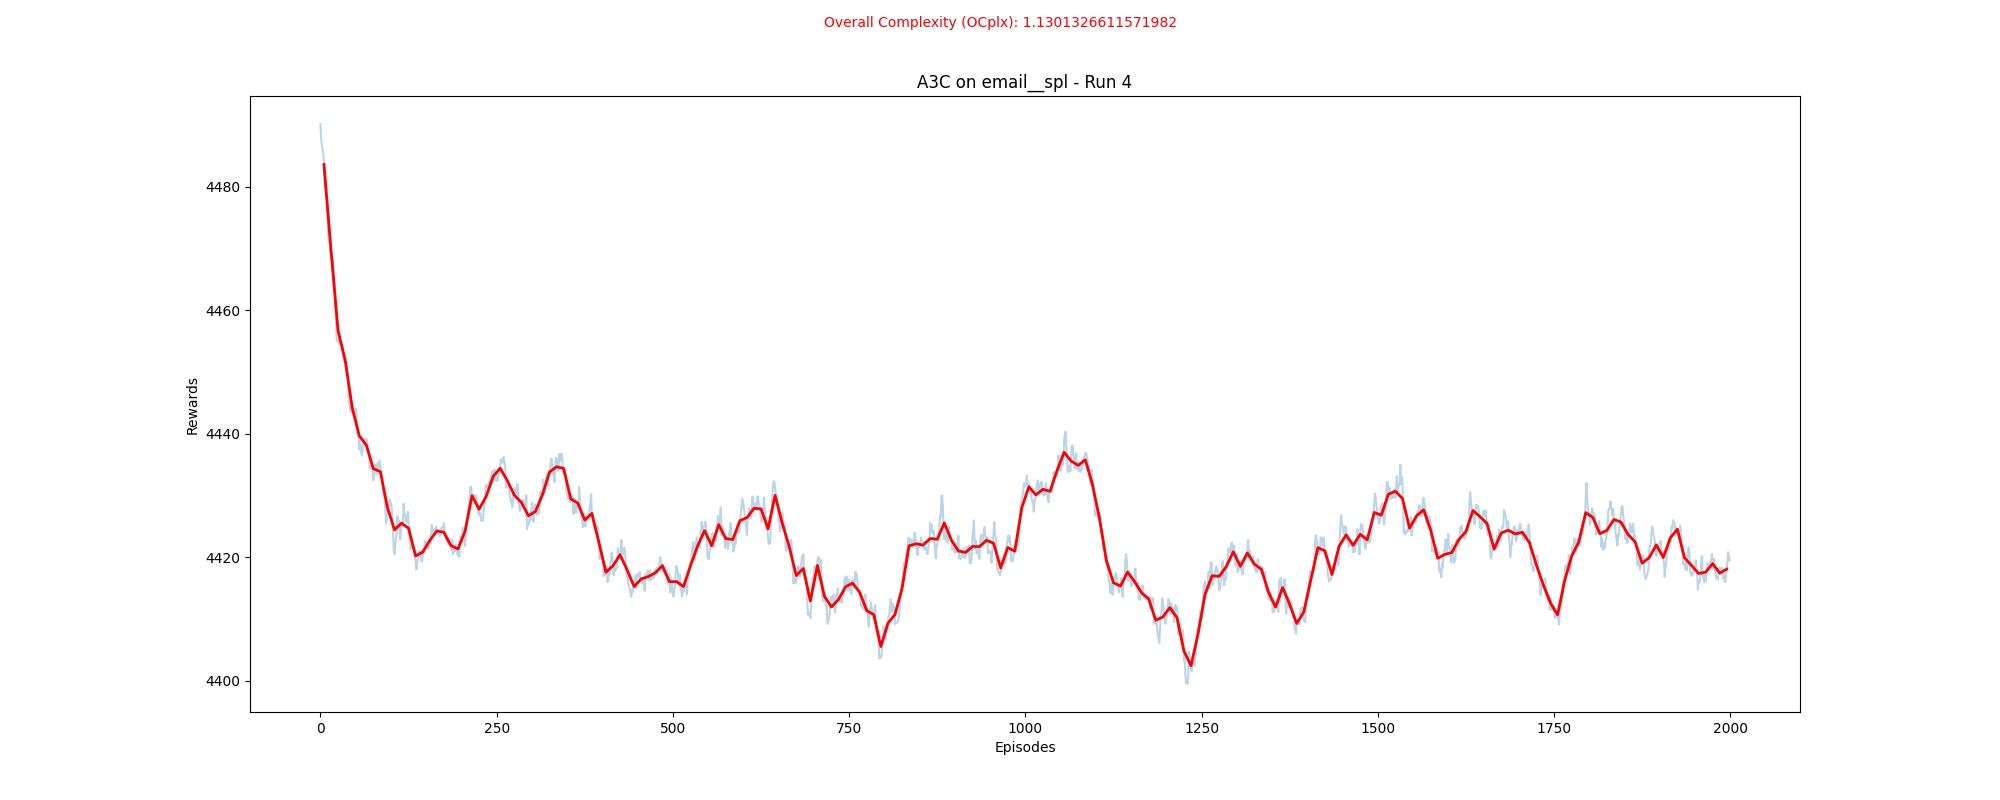 Overall Complexity (OCplx): 1.1301326611571982
A3C on email__spl - Run 4
Rewards
4480
4460
4440
4420
4400
0 250 500 750 1000 1250 1500 1750 2000
Episodes